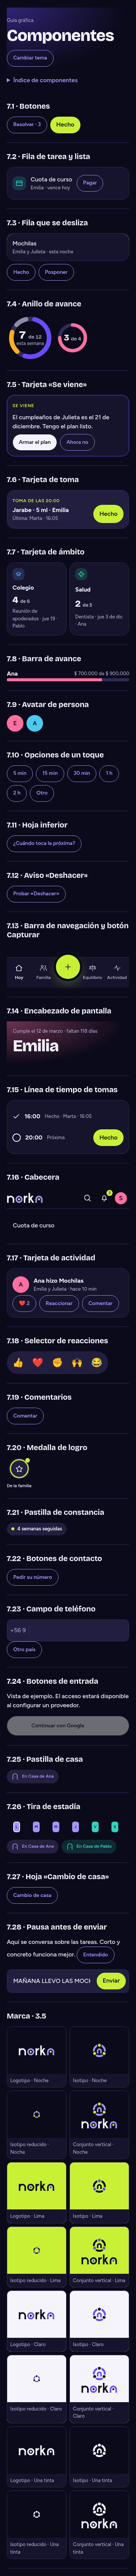 Guía gráfica
Componentes
Cambiar tema
▶ Índice de componentes
7.1 · Botones
Resolver · 3
Hecho
7.2 · Fila de tarea y lista
Cuota de curso
Emilia · vence hoy
Pagar
7.3 · Fila que se desliza
Mochilas
Emilia y Julieta · esta noche
Hecho
Posponer
7.4 · Anillo de avance
7 de 12
esta semana
3 de 4
7.5 · Tarjeta «Se viene»
SE VIENE
El cumpleaños de Julieta es el 21 de
diciembre. Tengo el plan listo.
Armar el plan
Ahora no
7.6 · Tarjeta de toma
TOMA DE LAS 20:00
Jarabe · 5 ml · Emilia
Última: Marta · 16:05
Hecho
7.7 · Tarjeta de ámbito
Colegio
4 de 6
Reunión de
apoderados · jue 19 ·
Pablo
Salud
2 de 3
Dentista · jue 3 de dic
· Ana
7.8 · Barra de avance
Ana
$ 700.000 de $ 900.000
7.9 · Avatar de persona
E
A
7.10 · Opciones de un toque
5 min
15 min
30 min
1 h
2 h
Otro
7.11 · Hoja inferior
¿Cuándo toca la próxima?
7.12 · Aviso «Deshacer»
Probar «Deshacer»
7.13 · Barra de navegación y botón
Capturar
Hoy
Familia
Equilibrio
Actividad
7.14 · Encabezado de pantalla
Cumple el 12 de marzo · faltan 118 días
Emilia
7.15 · Línea de tiempo de tomas
16:00
Hecho · Marta · 16:05
20:00
Próxima
Hecho
7.16 · Cabecera
norka
S
Cuota de curso
7.17 · Tarjeta de actividad
A
Ana hizo Mochilas
Emilia y Julieta · hace 10 min
❤️ 2
Reaccionar
Comentar
7.18 · Selector de reacciones
7.19 · Comentarios
Comentar
7.20 · Medalla de logro
De la familia
7.21 · Pastilla de constancia
4 semanas seguidas
7.22 · Botones de contacto
Pedir su número
7.23 · Campo de teléfono
+56 9
Otro país
7.24 · Botones de entrada
Vista de ejemplo. El acceso estará disponible
al configurar un proveedor.
Continuar con Google
7.25 · Pastilla de casa
En Casa de Ana
7.26 · Tira de estadía
L
M
M
J
V
S
En Casa de Ana
En Casa de Pablo
7.27 · Hoja «Cambio de casa»
Cambio de casa
7.28 · Pausa antes de enviar
Aquí se conversa sobre las tareas. Corto y
concreto funciona mejor.
Entendido
MAÑANA LLEVO LAS MOCH
Enviar
Marca · 3.5
norka
Logotipo · Noche
Isotipo · Noche
Isotipo reducido ·
Noche
norka
Conjunto vertical ·
Noche
norka
Logotipo · Lima
Isotipo · Lima
Isotipo reducido · Lima
norka
Conjunto vertical · Lima
norka
Logotipo · Claro
Isotipo · Claro
Isotipo reducido · Claro
norka
Conjunto vertical ·
Claro
norka
Logotipo · Una tinta
Isotipo · Una tinta
Isotipo reducido · Una
tinta
norka
Conjunto vertical · Una
tinta